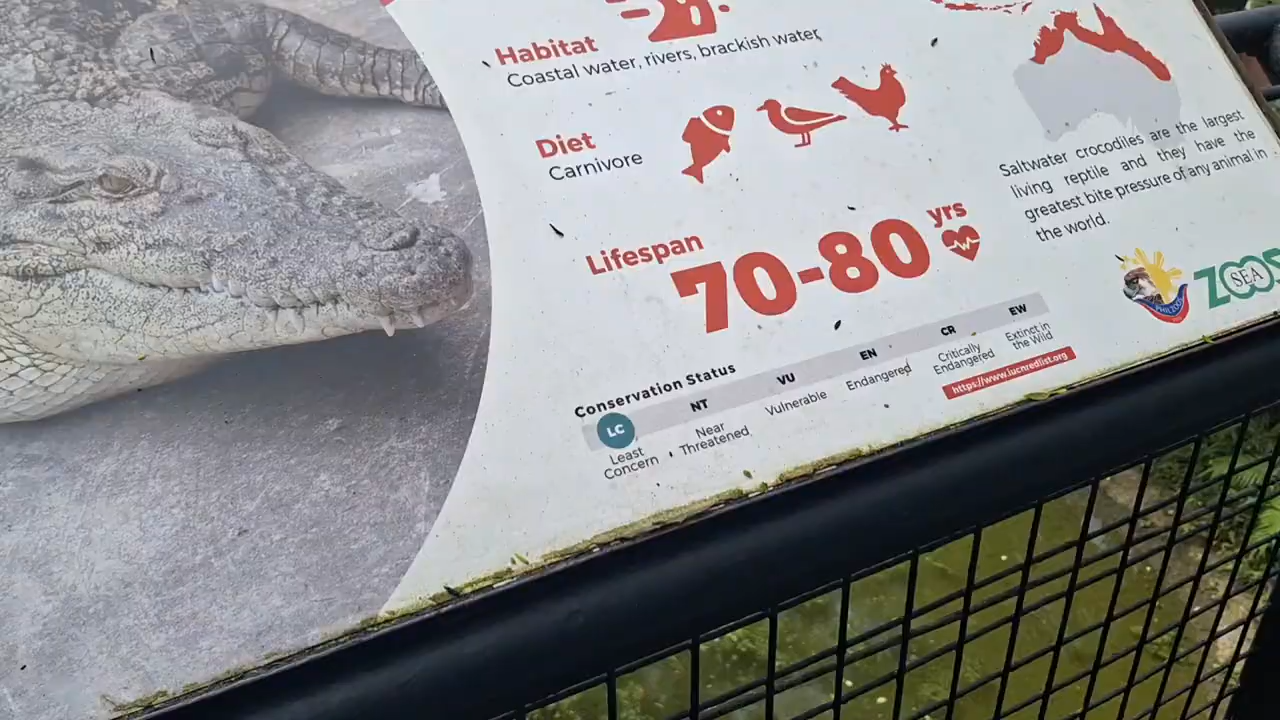 Habitat
Coastal water, rivers, brackish water
Diet
Carnivore
Saltwater crocodiles are the largest
living reptile and they have the
greatest bite pressure of any animal in
the world.
Lifespan
70-80 yrs
Conservation Status
LC NT VU EN CR EW
Least Concern
Near Threatened
Vulnerable
Endangered
Critically Endangered
Extinct in the Wild
https://www.iucnredlist.org
PHILZOOS
SEA